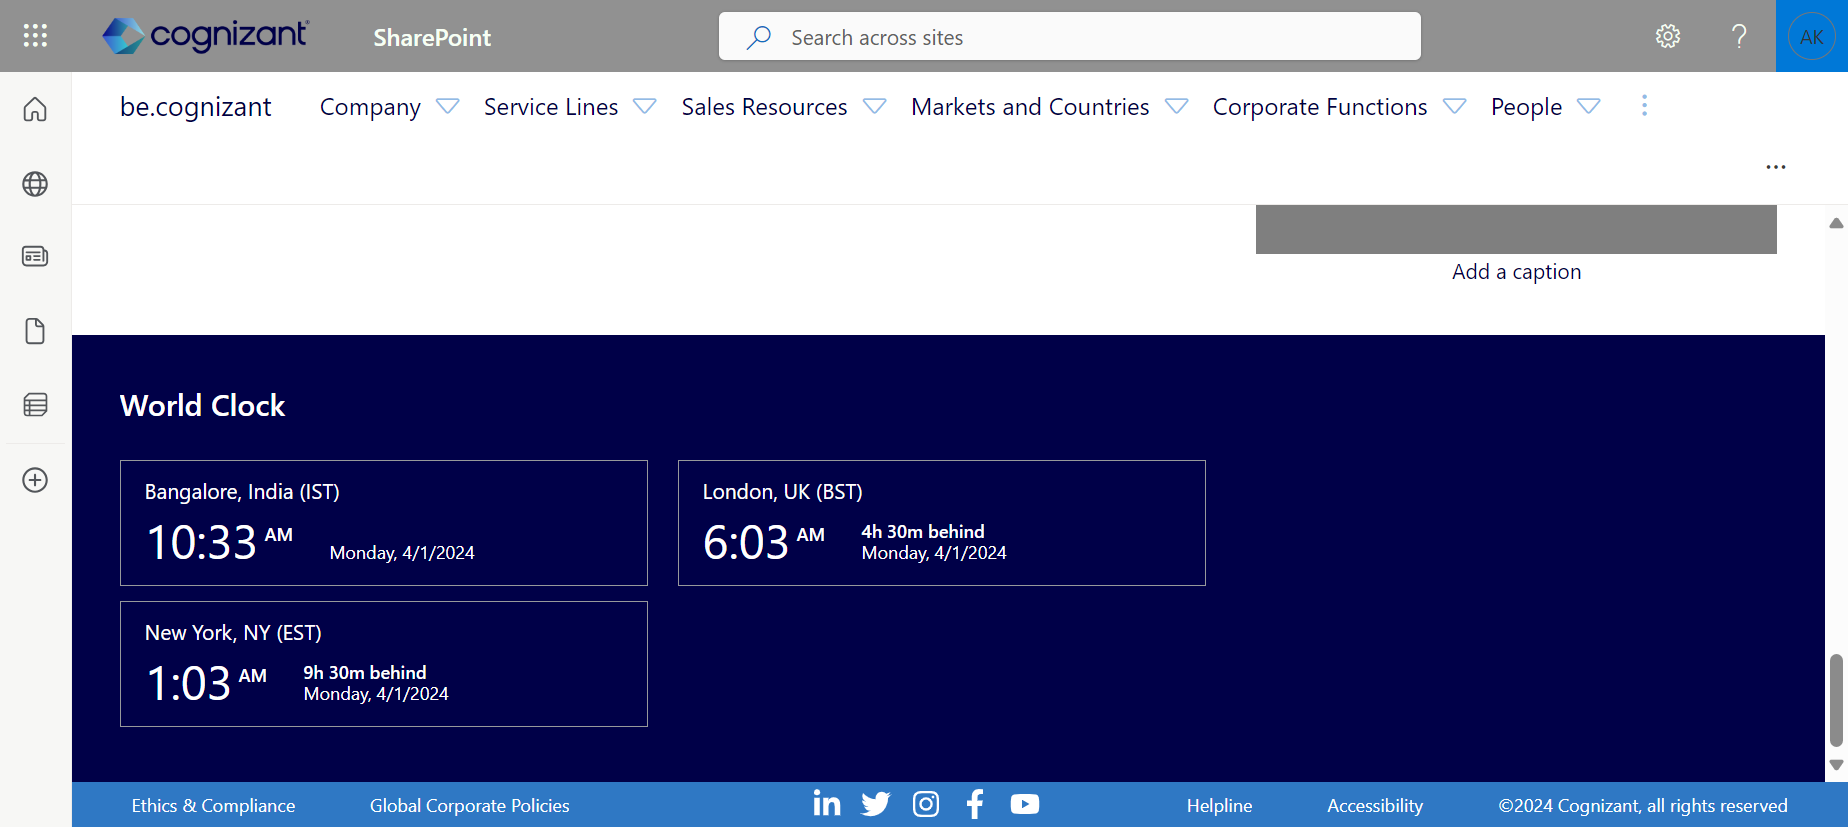 cognizant
SharePoint
Search across sites
?
AK
be.cognizant
Company
Service Lines
Sales Resources
Markets and Countries
Corporate Functions
People
Add a caption
World Clock
Bangalore, India (IST)
10:33 AM
Monday, 4/1/2024
London, UK (BST)
6:03 AM
4h 30m behind
Monday, 4/1/2024
New York, NY (EST)
1:03 AM
9h 30m behind
Monday, 4/1/2024
Ethics & Compliance
Global Corporate Policies
Helpline
Accessibility
©2024 Cognizant, all rights reserved